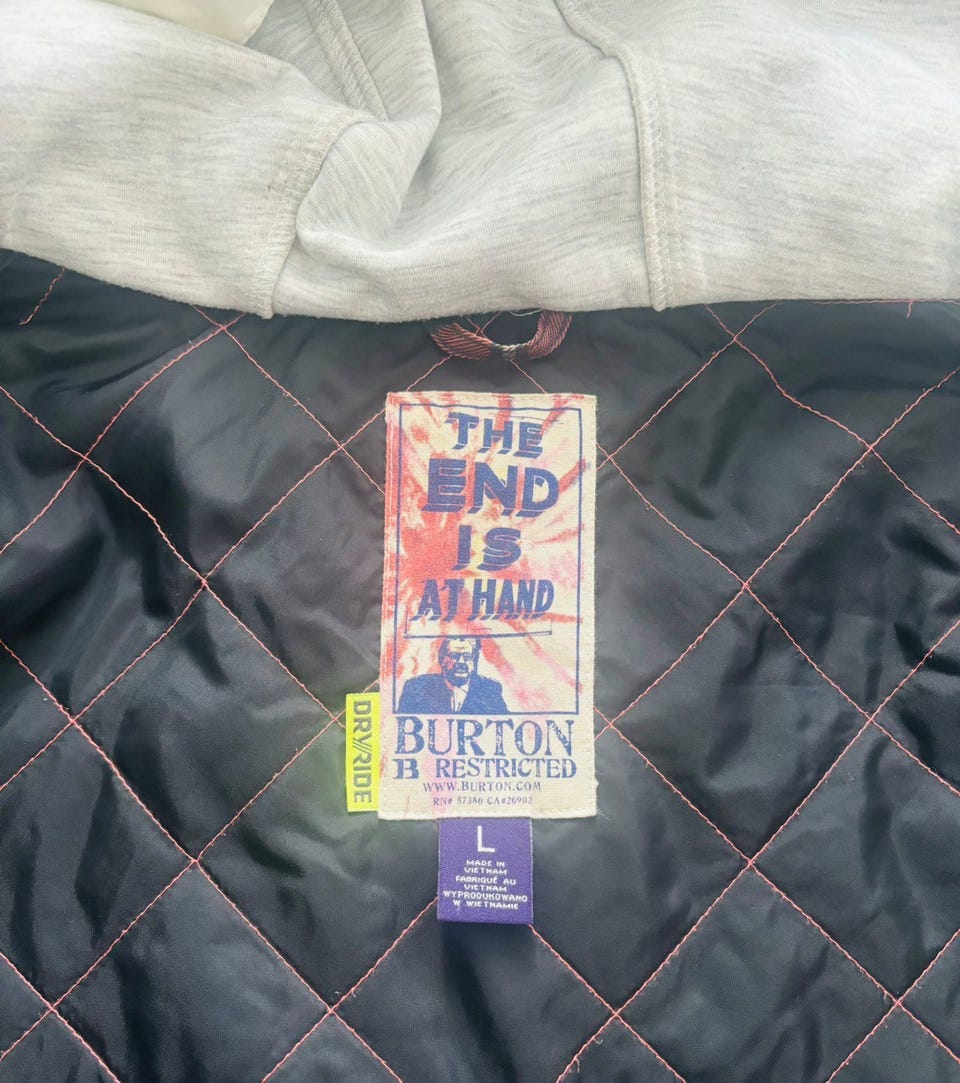 THE
END
IS
AT HAND
BURTON
B RESTRICTED
WWW.BURTON.COM
RN# 87380 CA#26902
DRY//RIDE
L
MADE IN
VIETNAM
FABRIQUÉ AU
VIETNAM
WYPRODUKOWANO
W WIETNAMIE